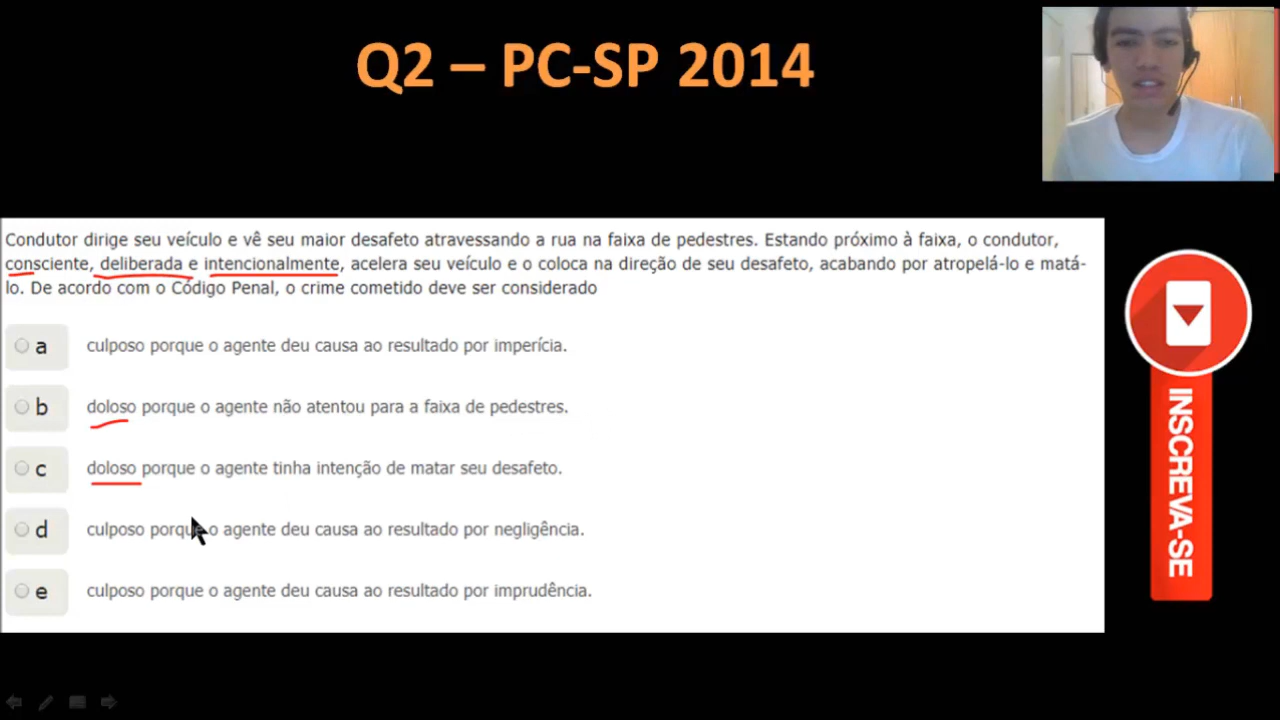 Q2 – PC-SP 2014
Condutor dirige seu veículo e vê seu maior desafeto atravessando a rua na faixa de pedestres. Estando próximo à faixa, o condutor,
consciente, deliberada e intencionalmente, acelera seu veículo e o coloca na direção de seu desafeto, acabando por atropelá-lo e matá-
lo. De acordo com o Código Penal, o crime cometido deve ser considerado
a culposo porque o agente deu causa ao resultado por imperícia.
b doloso porque o agente não atentou para a faixa de pedestres.
c doloso porque o agente tinha intenção de matar seu desafeto.
d culposo porque o agente deu causa ao resultado por negligência.
e culposo porque o agente deu causa ao resultado por imprudência.
INSCREVA-SE